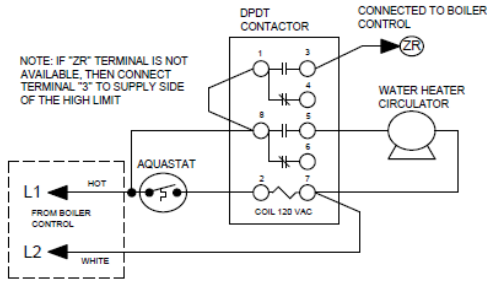 DPDT
CONTACTOR
CONNECTED TO BOILER
CONTROL
NOTE: IF "ZR" TERMINAL IS NOT
AVAILABLE, THEN CONNECT
TERMINAL "3" TO SUPPLY SIDE
OF THE HIGH LIMIT
1
3
ZR
4
WATER HEATER
CIRCULATOR
8
5
6
AQUASTAT
L1
HOT
2
7
FROM BOILER
CONTROL
COIL 120 VAC
L2
WHITE